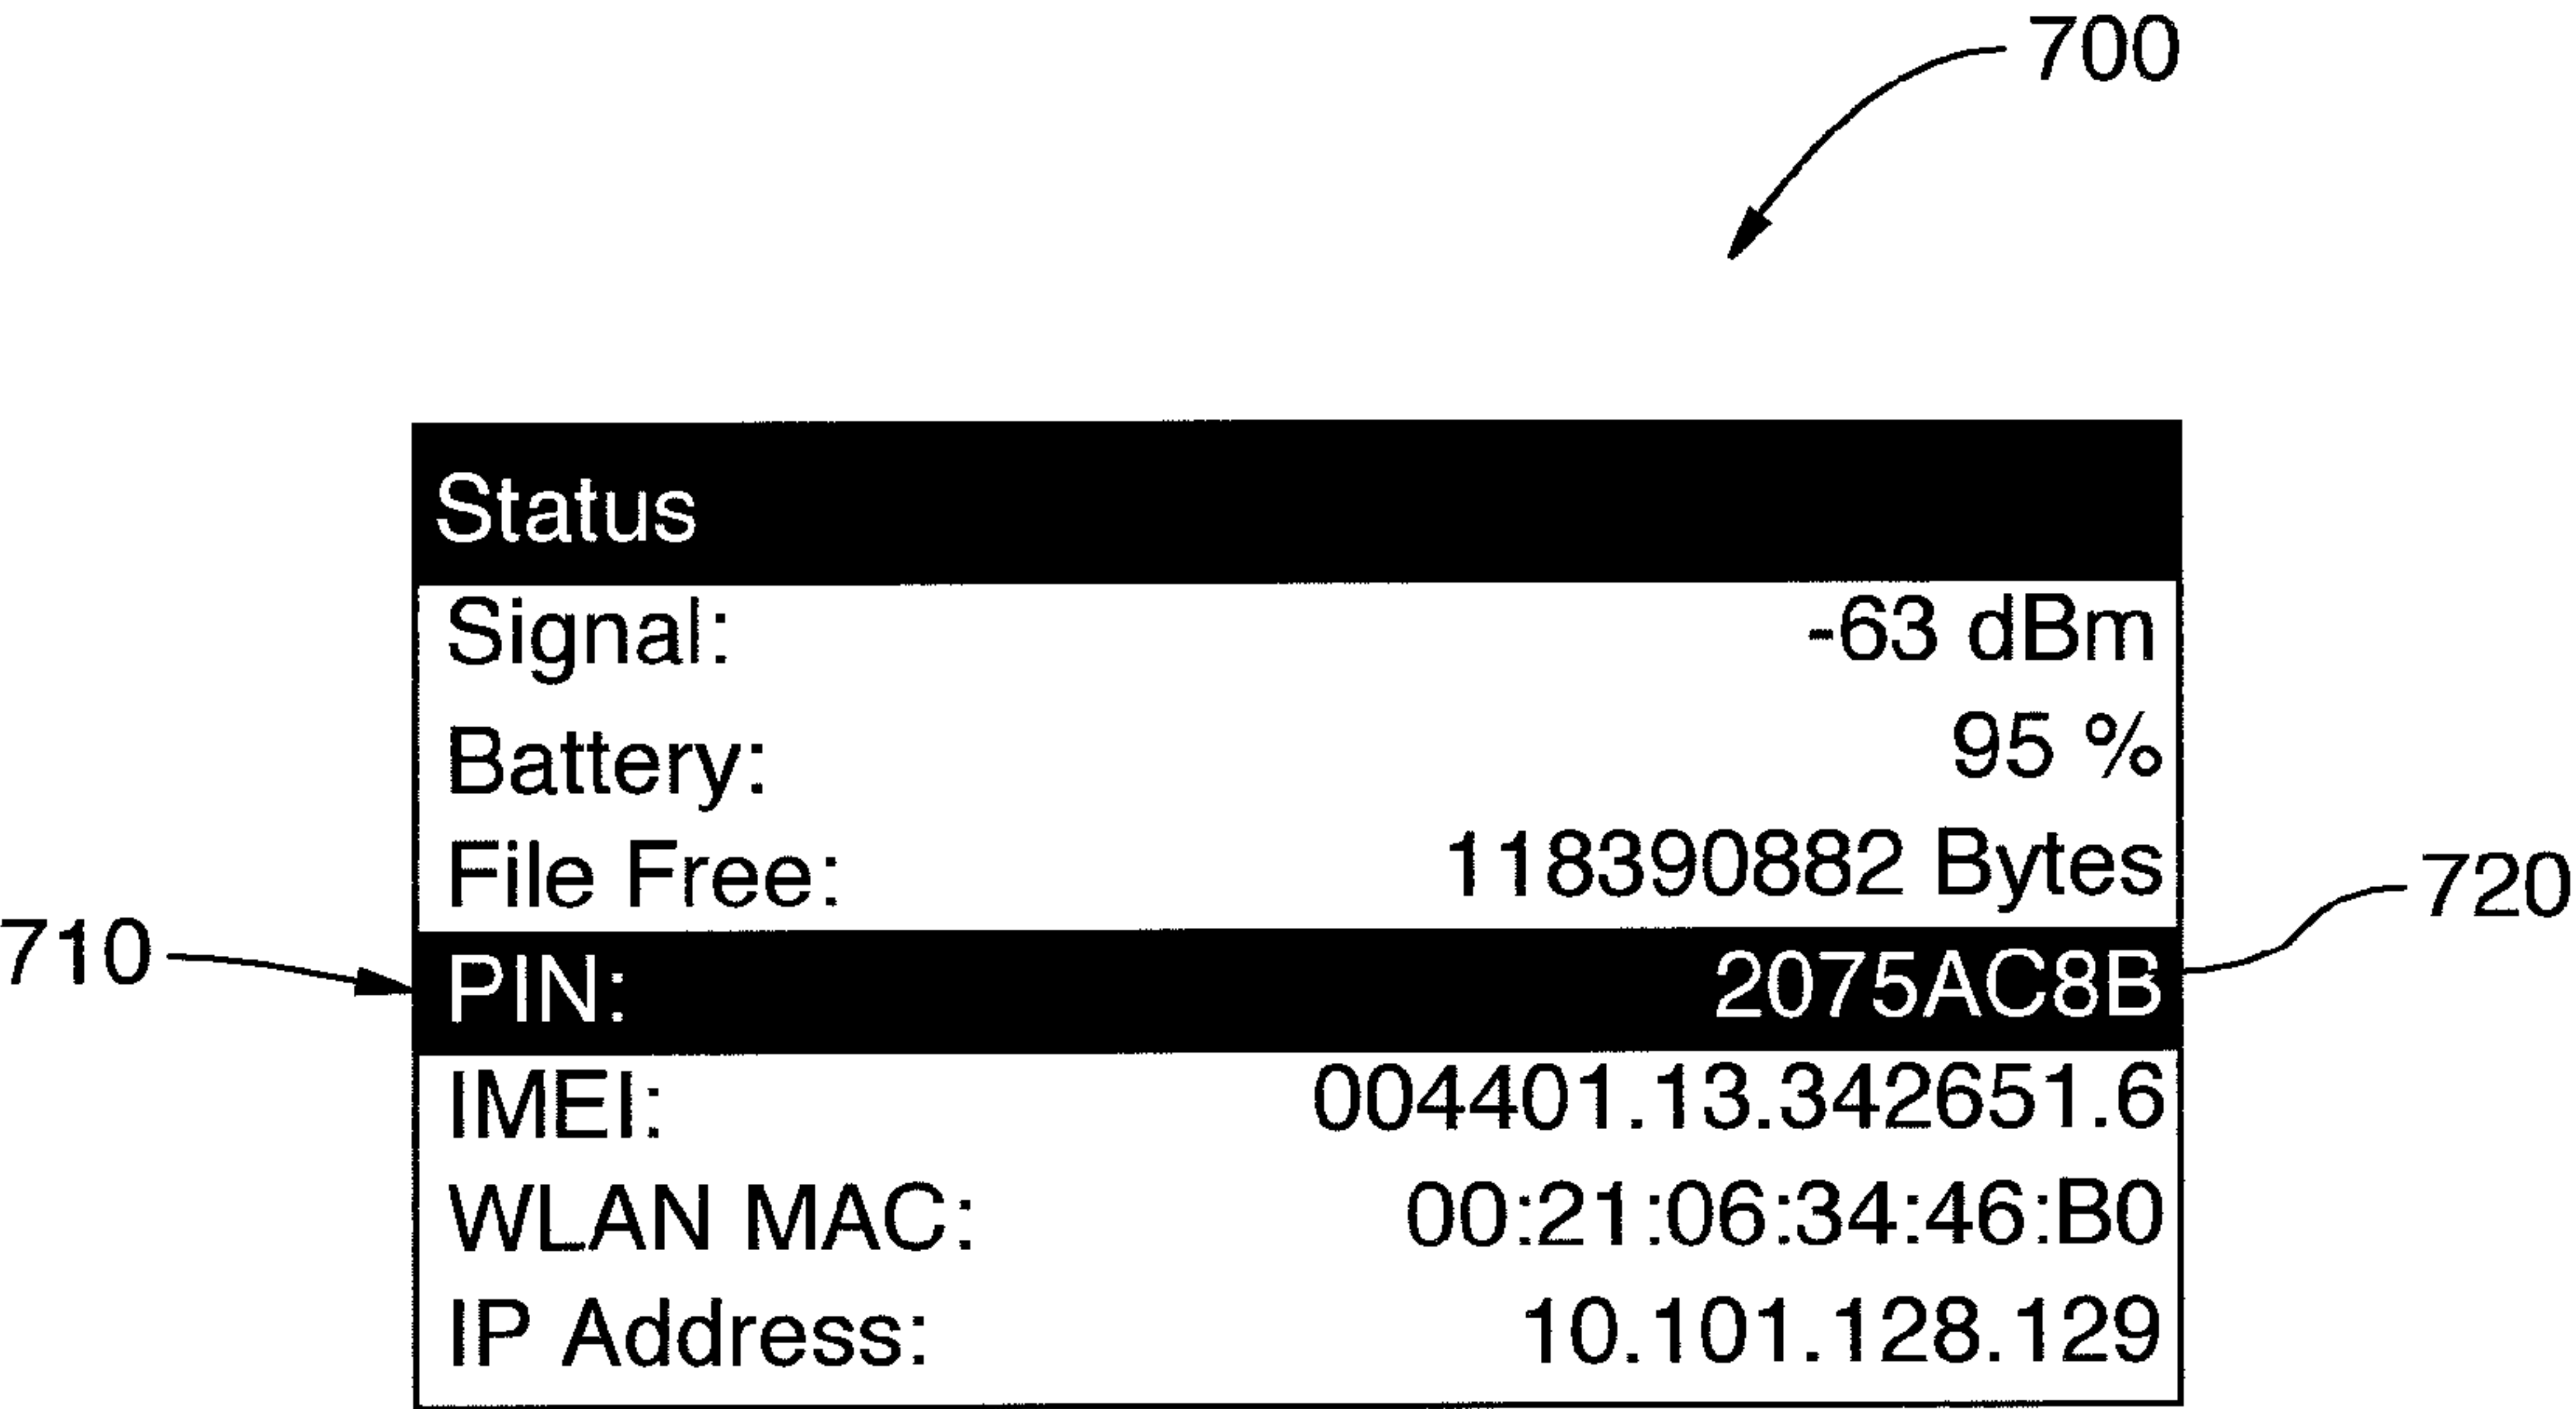 700
Status
Signal: -63 dBm
Battery: 95 %
File Free: 118390882 Bytes
720
710
PIN: 2075AC8B
IMEI: 004401.13.342651.6
WLAN MAC: 00:21:06:34:46:B0
IP Address: 10.101.128.129